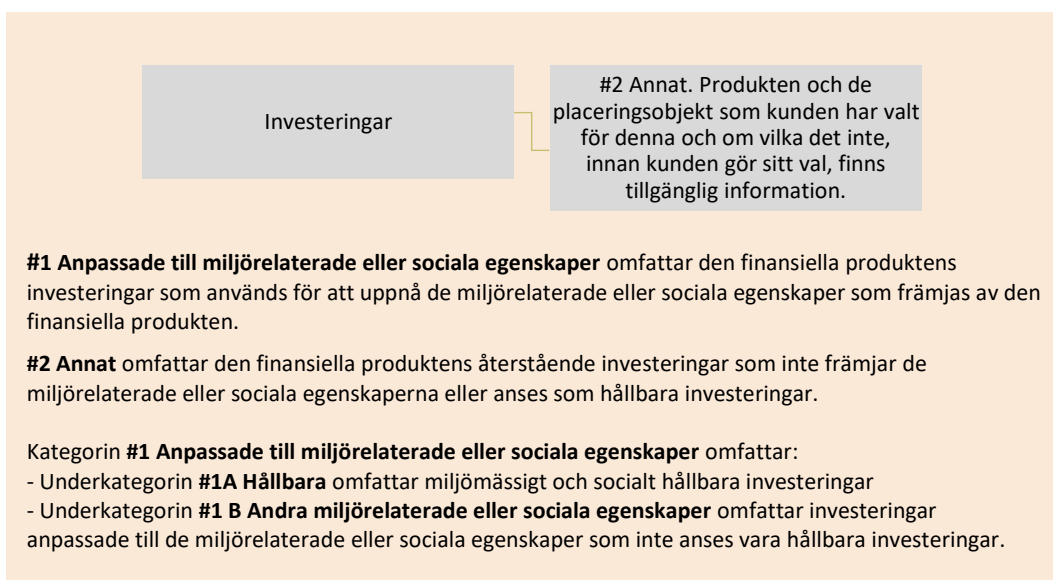 Investeringar
#2 Annat. Produkten och de
placeringsobjekt som kunden har valt
för denna och om vilka det inte,
innan kunden gör sitt val, finns
tillgänglig information.
#1 Anpassade till miljörelaterade eller sociala egenskaper omfattar den finansiella produktens
investeringar som används för att uppnå de miljörelaterade eller sociala egenskaper som främjas av den
finansiella produkten.
#2 Annat omfattar den finansiella produktens återstående investeringar som inte främjar de
miljörelaterade eller sociala egenskaperna eller anses som hållbara investeringar.
Kategorin #1 Anpassade till miljörelaterade eller sociala egenskaper omfattar:
- Underkategorin #1A Hållbara omfattar miljömässigt och socialt hållbara investeringar
- Underkategorin #1 B Andra miljörelaterade eller sociala egenskaper omfattar investeringar
anpassade till de miljörelaterade eller sociala egenskaper som inte anses vara hållbara investeringar.